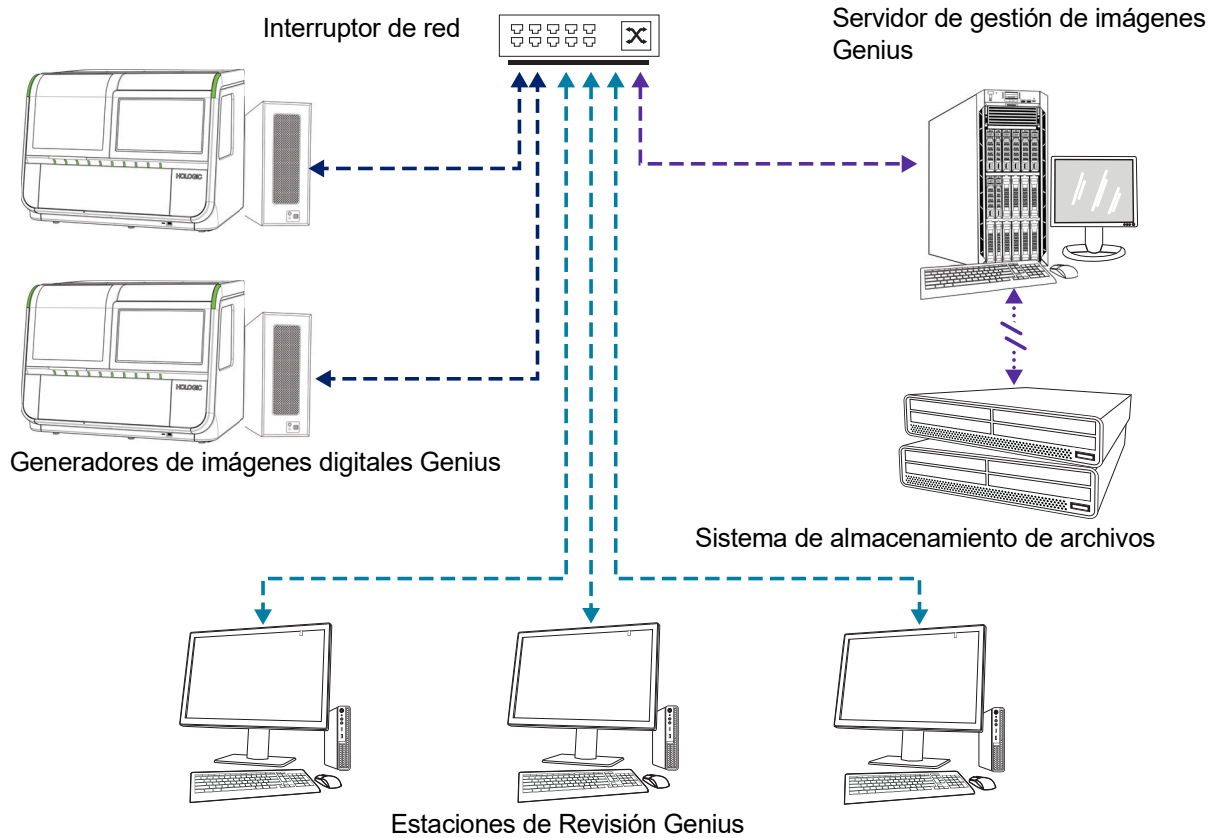 Interruptor de red
Servidor de gestión de imágenes
Genius
HOLOGIC
HOLOGIC
Generadores de imágenes digitales Genius
Sistema de almacenamiento de archivos
Estaciones de Revisión Genius